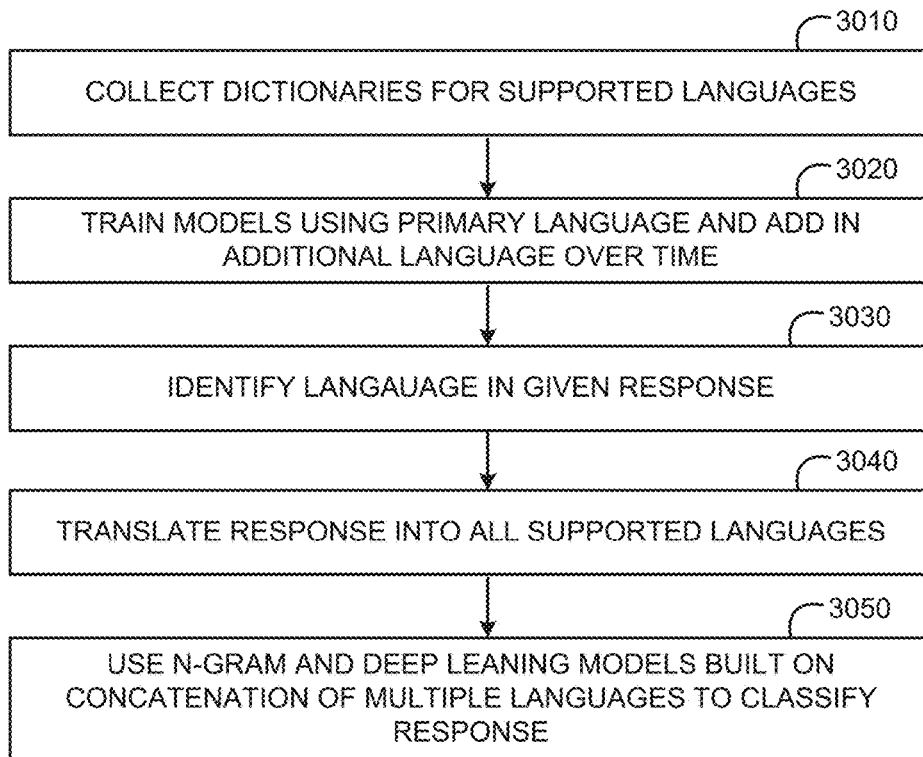 3010
COLLECT DICTIONARIES FOR SUPPORTED LANGUAGES
3020
TRAIN MODELS USING PRIMARY LANGUAGE AND ADD IN
ADDITIONAL LANGUAGE OVER TIME
3030
IDENTIFY LANGAUAGE IN GIVEN RESPONSE
3040
TRANSLATE RESPONSE INTO ALL SUPPORTED LANGUAGES
3050
USE N-GRAM AND DEEP LEANING MODELS BUILT ON
CONCATENATION OF MULTIPLE LANGUAGES TO CLASSIFY
RESPONSE